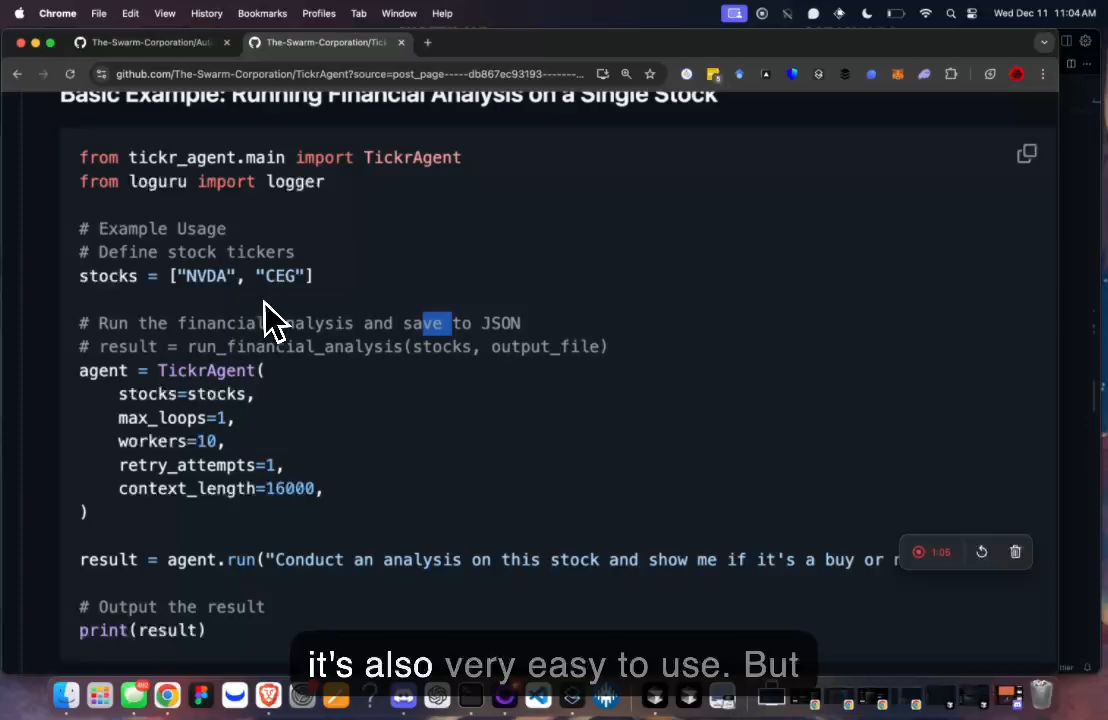 Chrome File Edit View History Bookmarks Profiles Tab Window Help Wed Dec 11 11:04 AM
The-Swarm-Corporation/Aut The-Swarm-Corporation/Tick
github.com/The-Swarm-Corporation/TickrAgent?source=post_page-----db867ec93193-------...
Basic Example: Running Financial Analysis on a Single Stock
from tickr_agent.main import TickrAgent
from loguru import logger
# Example Usage
# Define stock tickers
stocks = ["NVDA", "CEG"]
# Run the financial analysis and save to JSON
# result = run_financial_analysis(stocks, output_file)
agent = TickrAgent(
stocks=stocks,
max_loops=1,
workers=10,
retry_attempts=1,
context_length=16000,
)
result = agent.run("Conduct an analysis on this stock and show me if it's a buy or
1:05
# Output the result
print(result)
it's also very easy to use. But